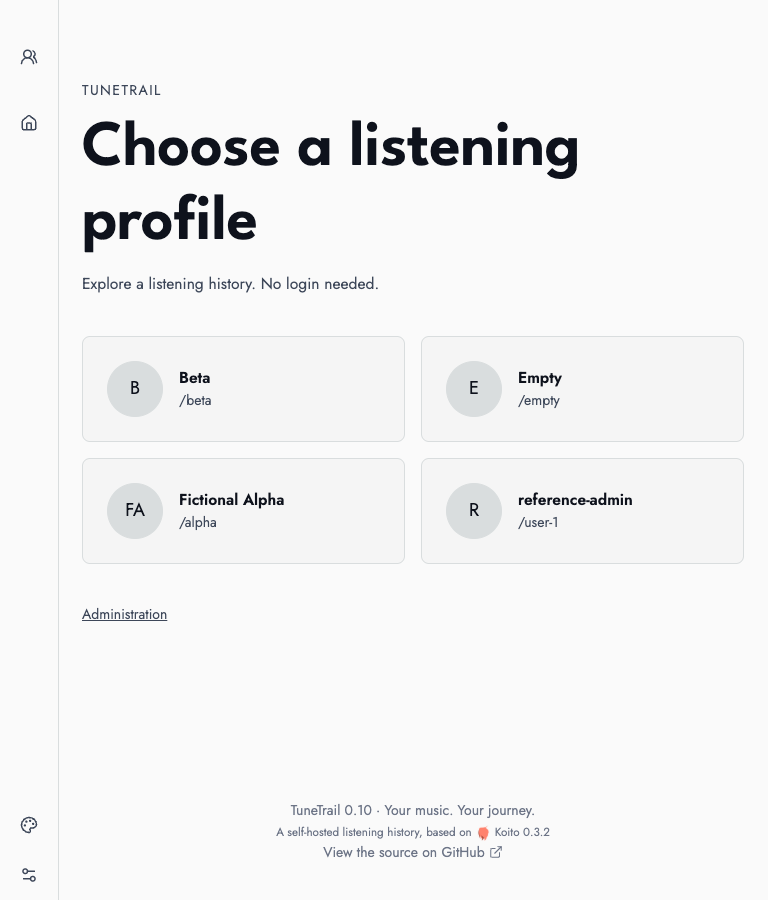 TUNETRAIL
Choose a listening
profile
Explore a listening history. No login needed.
B
Beta
/beta
E
Empty
/empty
FA
Fictional Alpha
/alpha
R
reference-admin
/user-1
Administration
TuneTrail 0.10 · Your music. Your journey.
A self-hosted listening history, based on Koito 0.3.2
View the source on GitHub